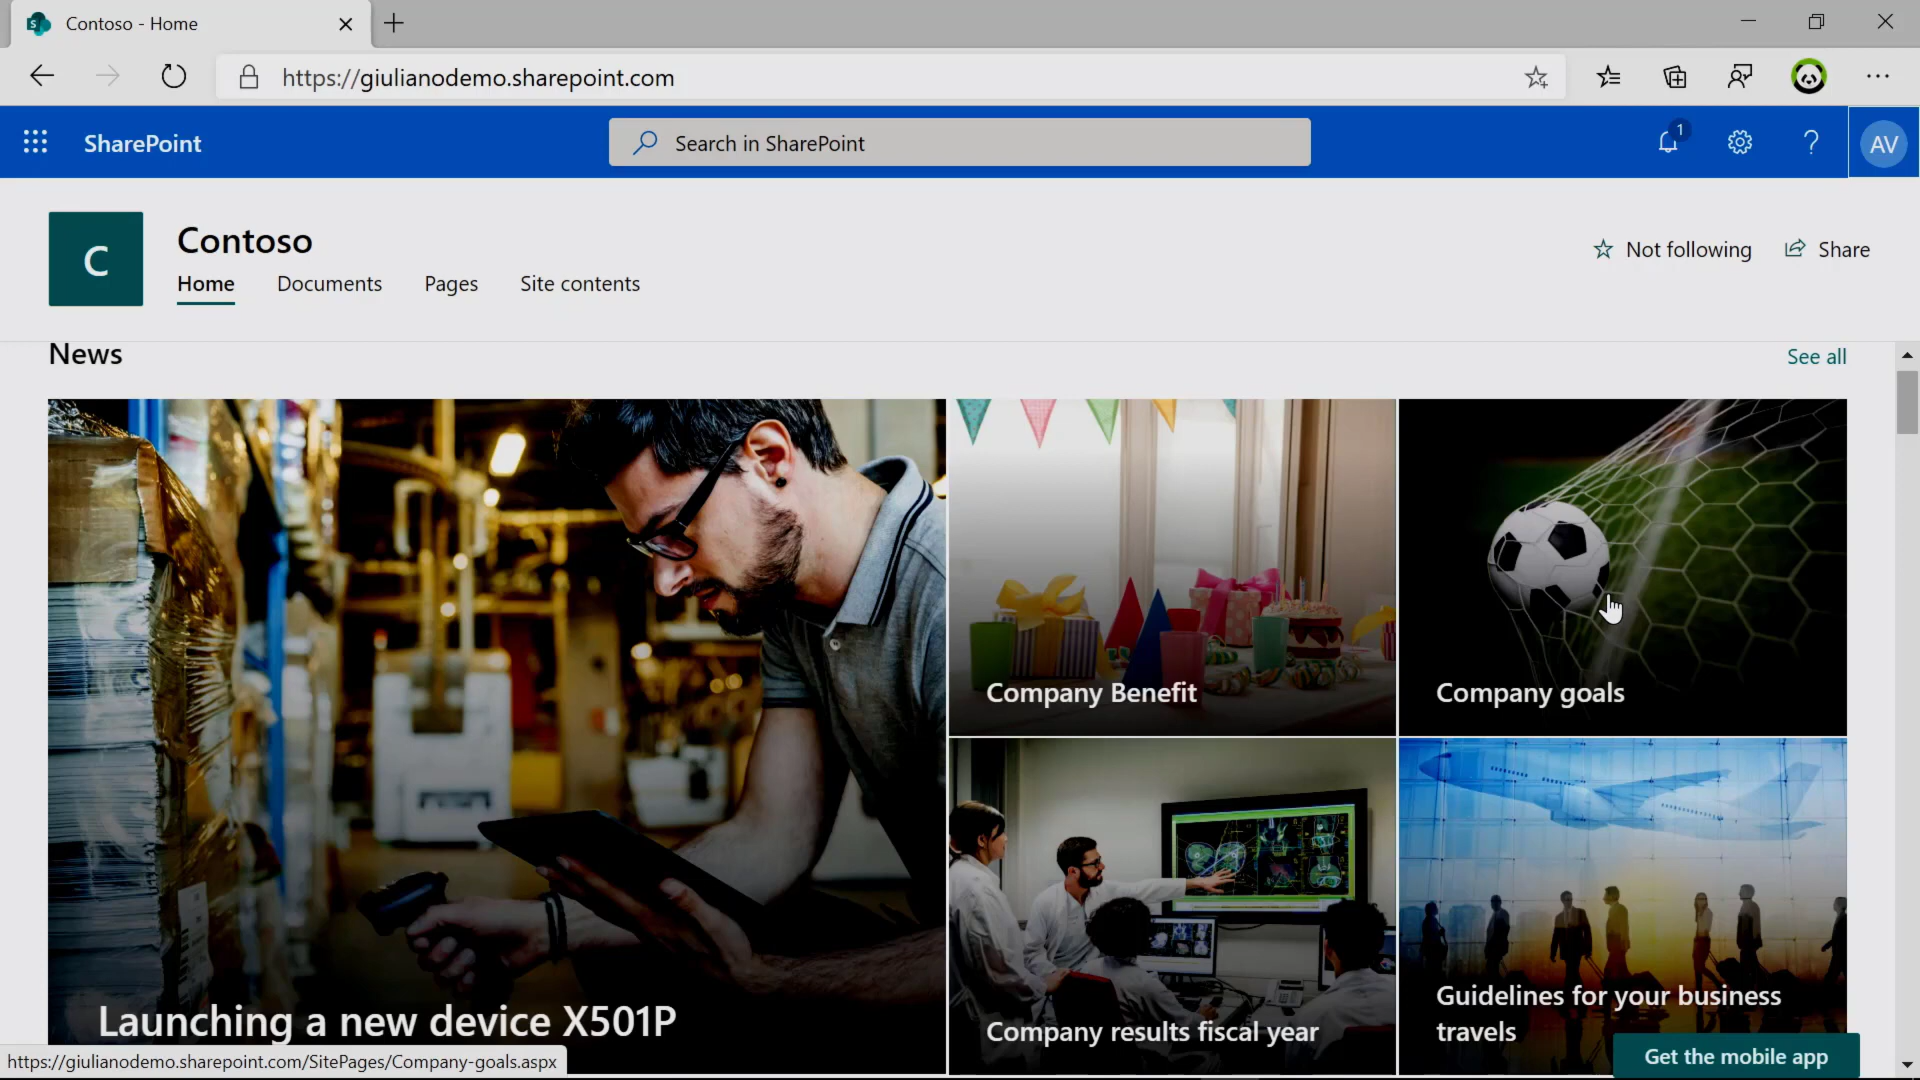 Contoso - Home
https://giulianodemo.sharepoint.com
SharePoint
Search in SharePoint
1
AV
C
Contoso
Home
Documents
Pages
Site contents
Not following
Share
News
See all
Company Benefit
Company goals
Launching a new device X501P
Company results fiscal year
Guidelines for your business
travels
https://giulianodemo.sharepoint.com/SitePages/Company-goals.aspx
Get the mobile app